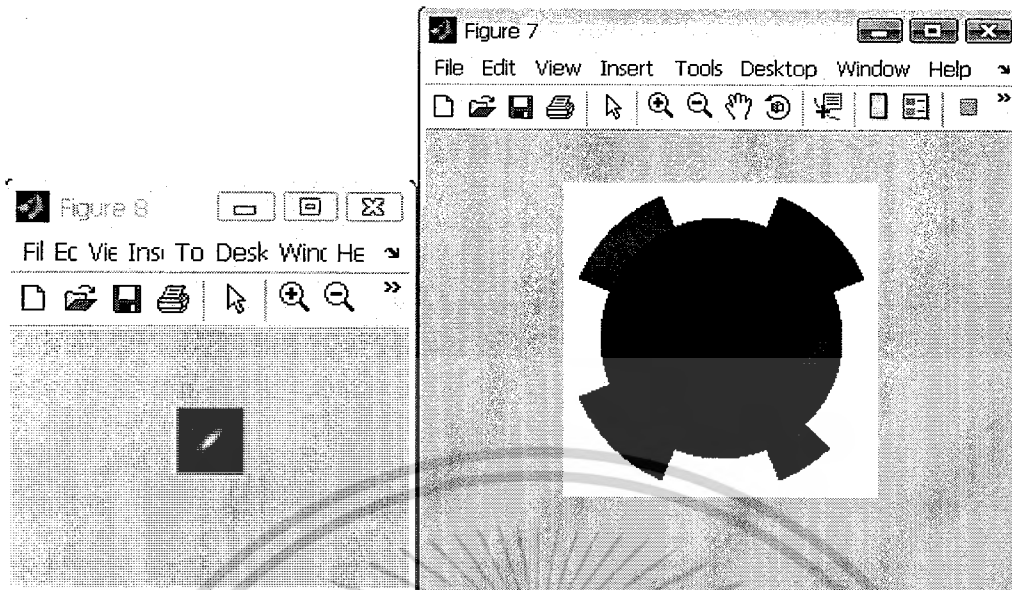 Figure 8
Fil Ec Vie Insı To Desk Winc He
Figure 7
File Edit View Insert Tools Desktop Window Help